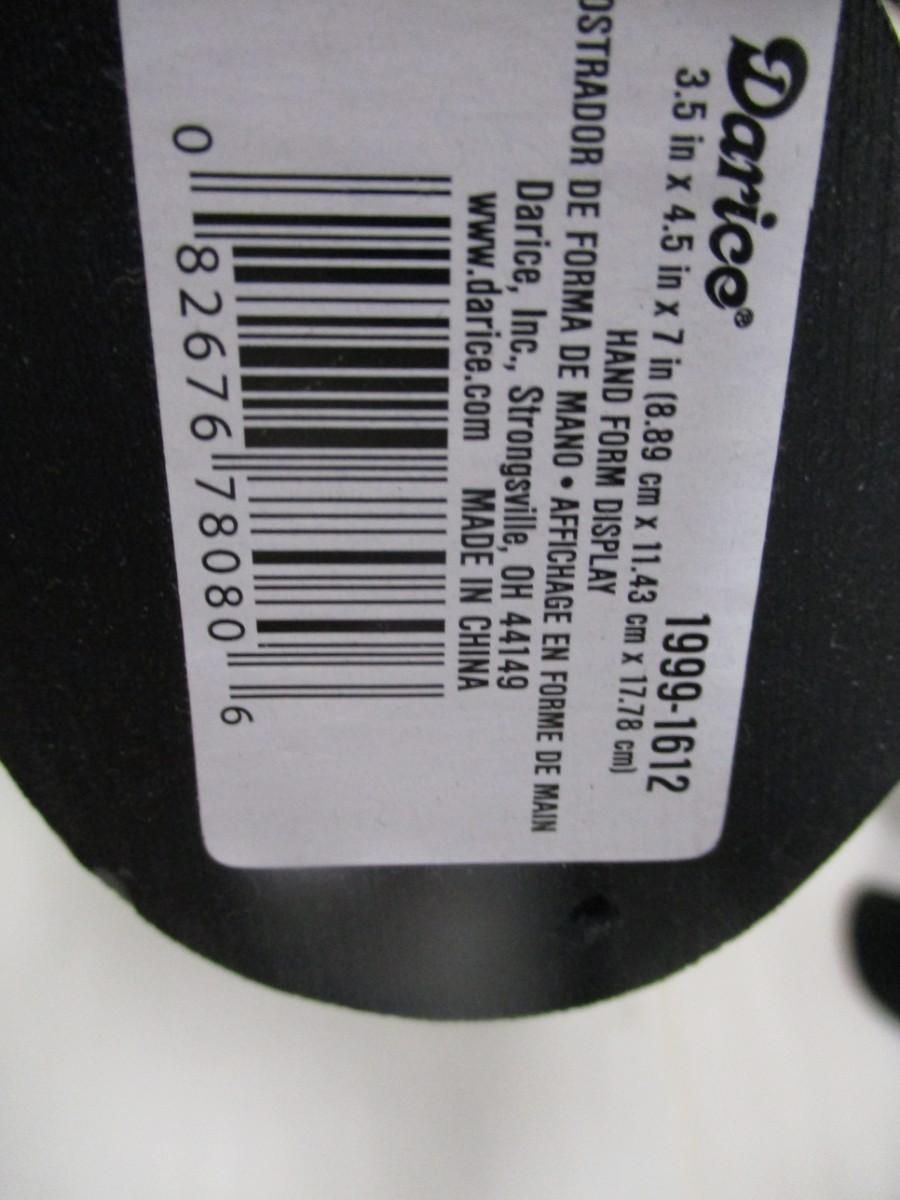 Darice®
1999-1612
3.5 in x 4.5 in x 7 in (8.89 cm x 11.43 cm x 17.78 cm)
HAND FORM DISPLAY
OSTRADOR DE FORMA DE MANO • AFFICHAGE EN FORME DE MAIN
Darice, Inc., Strongsville, OH 44149
www.darice.com MADE IN CHINA
0 82676 78080 6